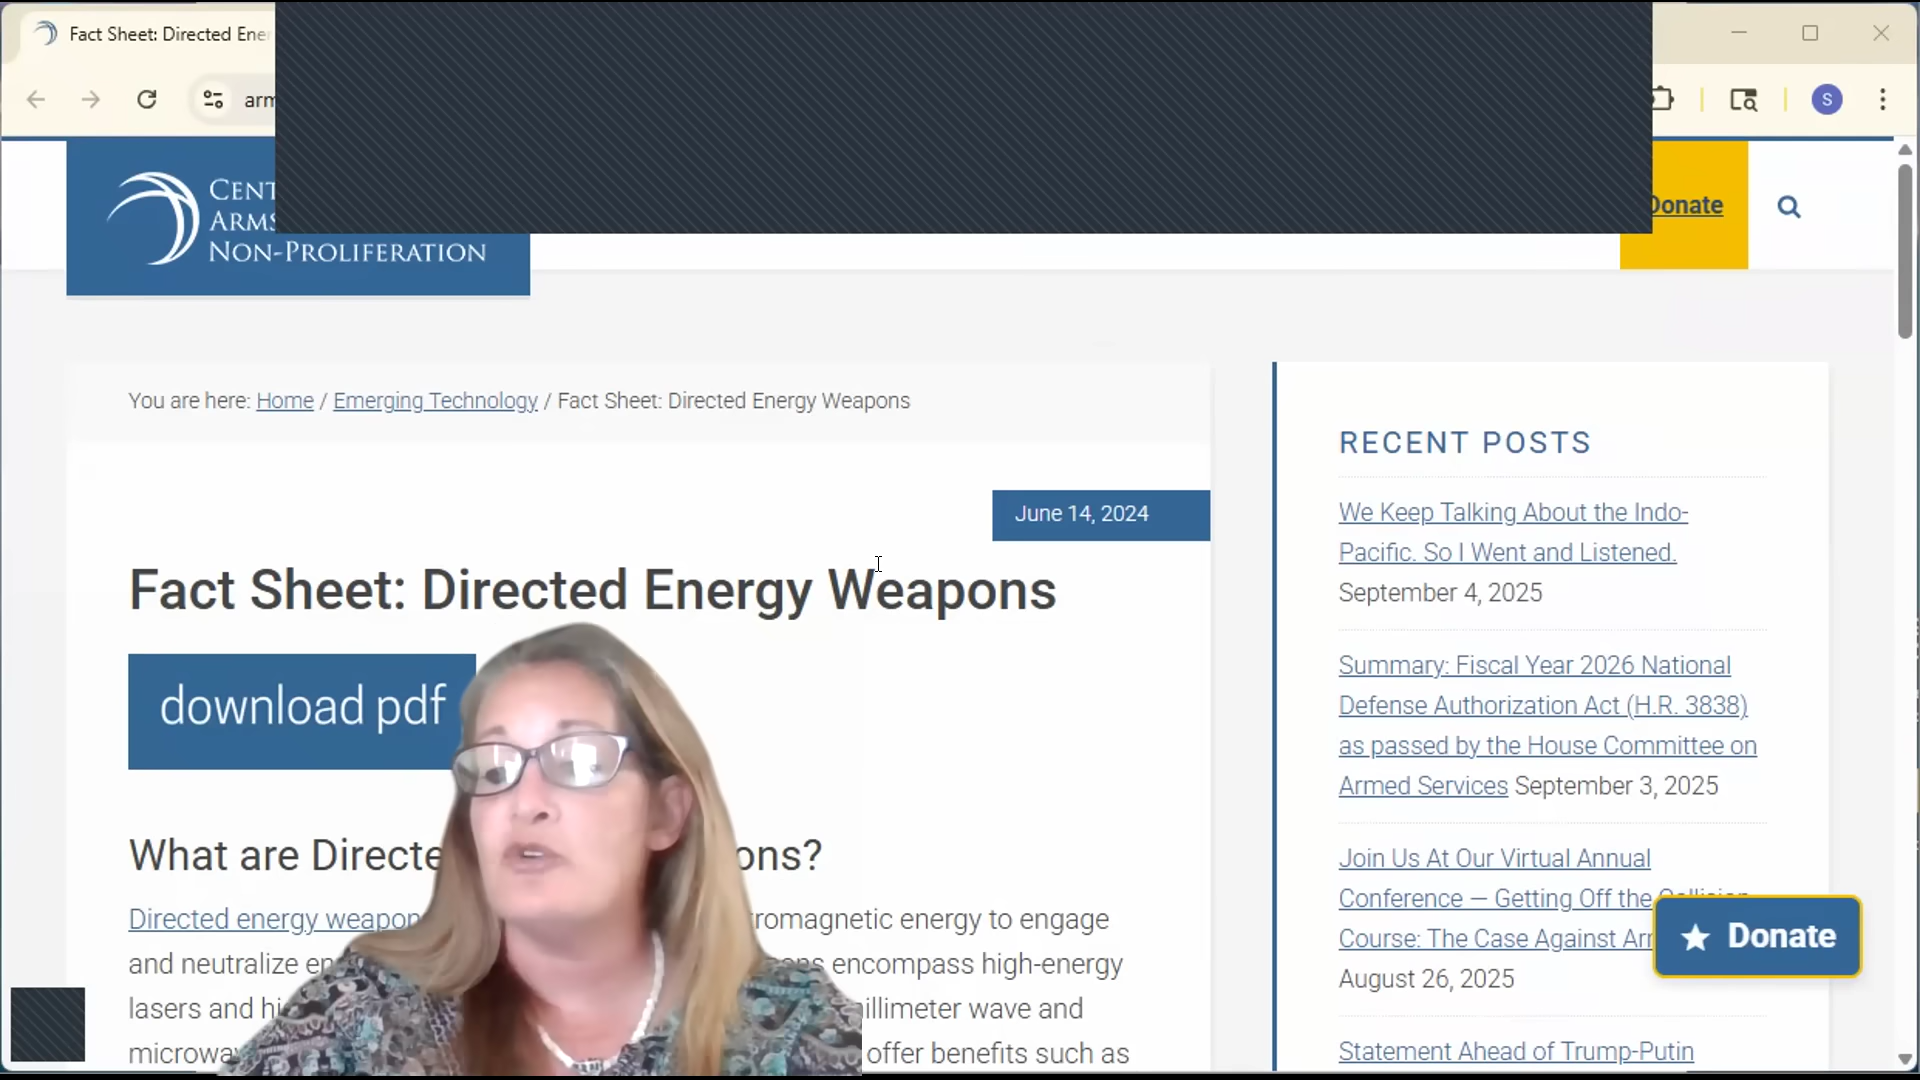 Fact Sheet: Directed Ene
arm
S
CENT
ARMS
NON-PROLIFERATION
Donate
You are here: Home / Emerging Technology / Fact Sheet: Directed Energy Weapons
June 14, 2024
Fact Sheet: Directed Energy Weapons
download pdf
What are Directe ons?
Directed energy weapon romagnetic energy to engage
and neutralize en ons encompass high-energy
lasers and hi illimeter wave and
microwa offer benefits such as
RECENT POSTS
We Keep Talking About the Indo-
Pacific. So I Went and Listened.
September 4, 2025
Summary: Fiscal Year 2026 National
Defense Authorization Act (H.R. 3838)
as passed by the House Committee on
Armed Services September 3, 2025
Join Us At Our Virtual Annual
Conference — Getting Off the Collision
Course: The Case Against Arr
August 26, 2025
Statement Ahead of Trump-Putin
Donate